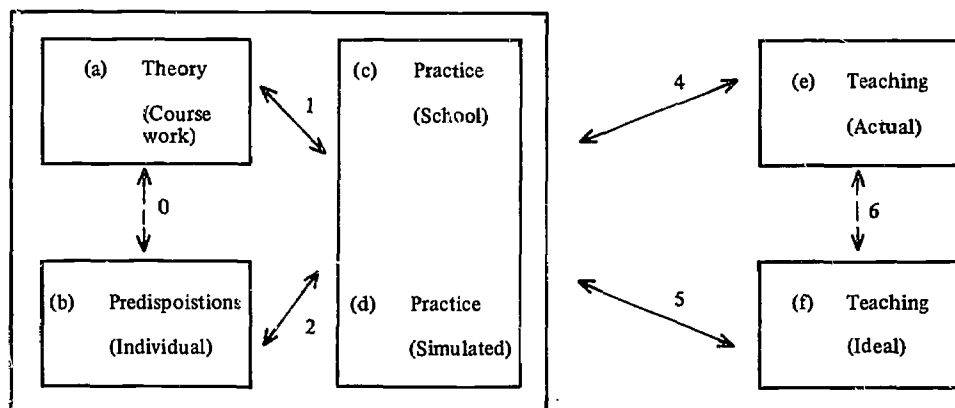 (a) Theory
(Course
work)
1
(c) Practice
(School)
4
(e) Teaching
(Actual)
0
6
(b) Predispoistions
(Individual)
2
(d) Practice
(Simulated)
5
(f) Teaching
(Ideal)